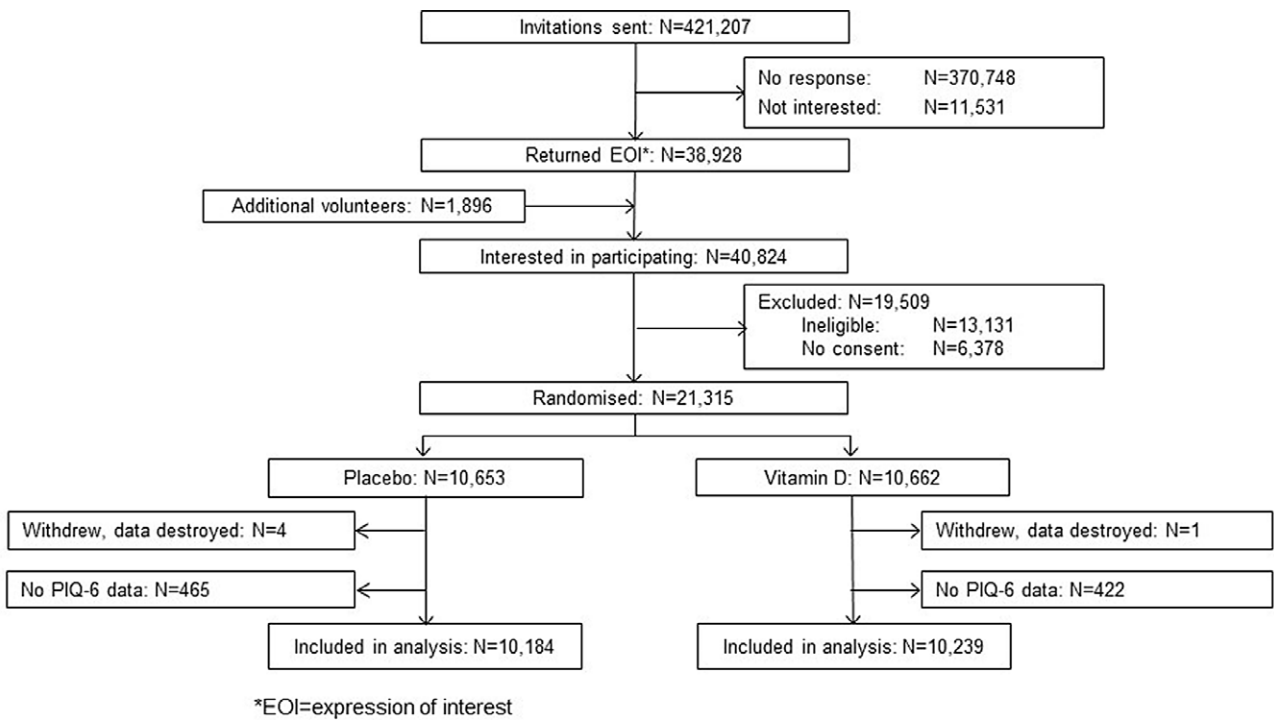 Invitations sent: N=421,207
No response: N=370,748
Not interested: N=11,531
Returned EOI*: N=38,928
Additional volunteers: N=1,896
Interested in participating: N=40,824
Excluded: N=19,509
Ineligible: N=13,131
No consent: N=6,378
Randomised: N=21,315
Placebo: N=10,653
Vitamin D: N=10,662
Withdrew, data destroyed: N=4
Withdrew, data destroyed: N=1
No PIQ-6 data: N=465
No PIQ-6 data: N=422
Included in analysis: N=10,184
Included in analysis: N=10,239
*EOI=expression of interest